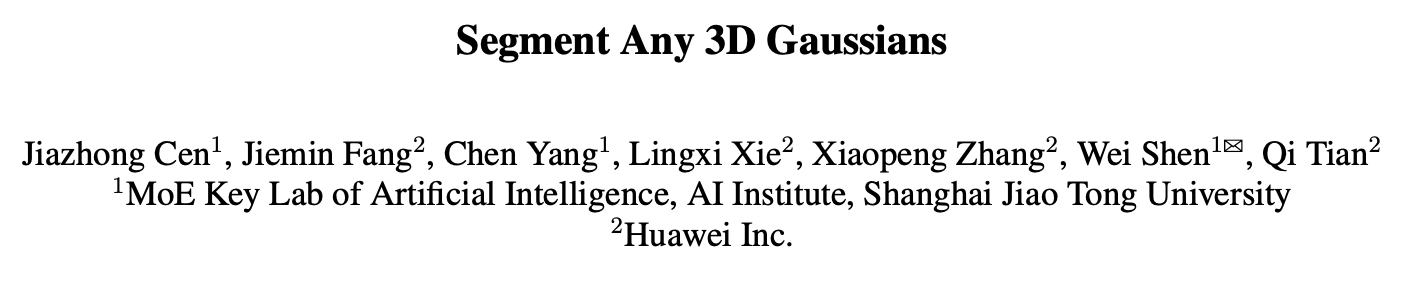 Segment Any 3D Gaussians
Jiazhong Cen¹, Jiemin Fang², Chen Yang¹, Lingxi Xie², Xiaopeng Zhang², Wei Shen¹✉, Qi Tian²
¹MoE Key Lab of Artificial Intelligence, AI Institute, Shanghai Jiao Tong University
²Huawei Inc.